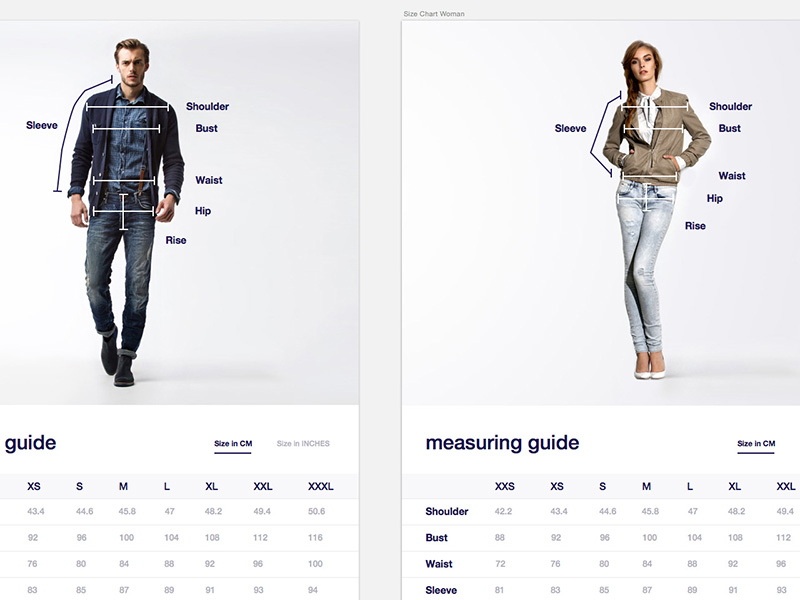 Size Chart Woman
Shoulder
Sleeve
Bust
Waist
Hip
Rise
guide
Size in CM
Size in INCHES
XS S M L XL XXL XXXL
43.4 44.6 45.8 47 48.2 49.4 50.6
92 96 100 104 108 112 116
76 80 84 88 92 96 100
83 85 87 89 91 93 94
Shoulder
Sleeve
Bust
Waist
Hip
Rise
measuring guide
Size in CM
XXS XS S M L XL XXL
Shoulder 42.2 43.4 44.6 45.8 47 48.2 49.4
Bust 88 92 96 100 104 108 112
Waist 72 76 80 84 88 92 96
Sleeve 81 83 85 87 89 91 93